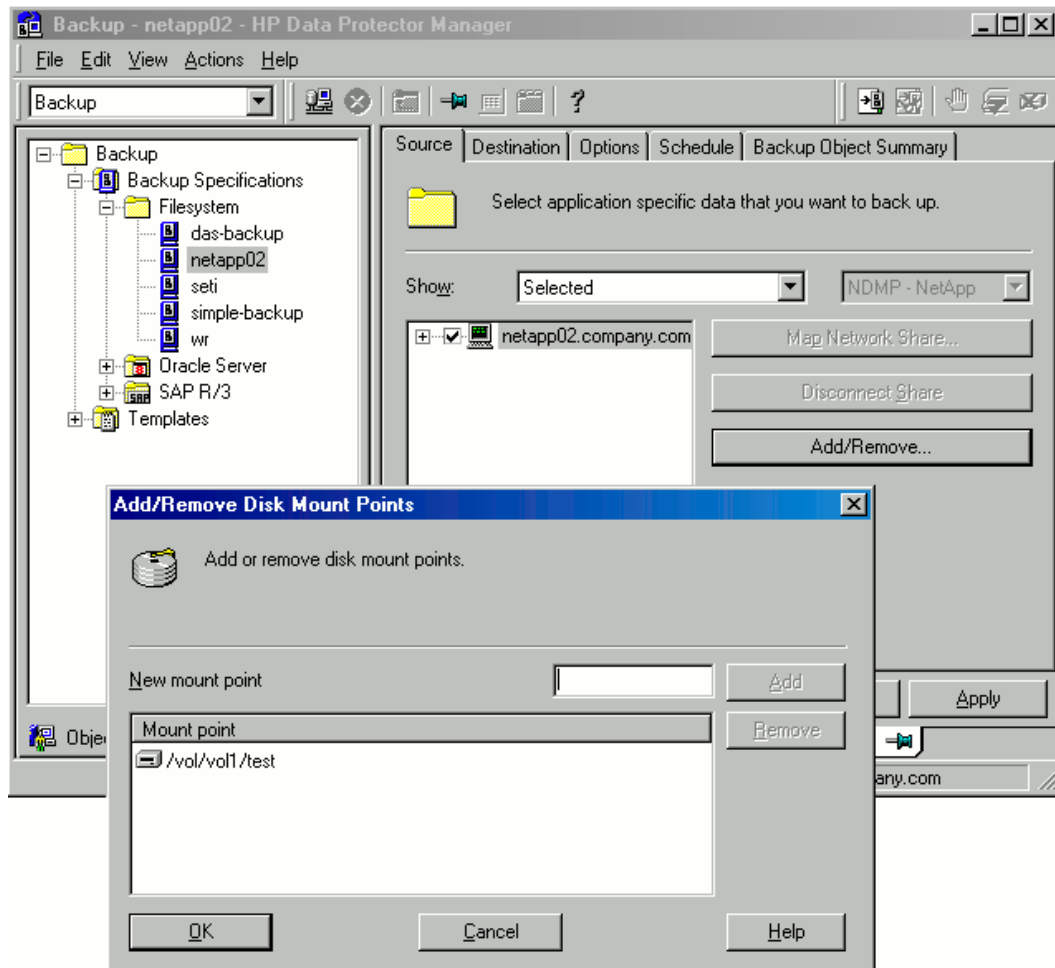 Backup - netapp02 - HP Data Protector Manager
File Edit View Actions Help
Backup
Backup
Backup Specifications
Filesystem
das-backup
netapp02
seti
simple-backup
wr
Oracle Server
SAP R/3
Templates
Source Destination Options Schedule Backup Object Summary
Select application specific data that you want to back up.
Show: Selected NDMP - NetApp
netapp02.company.com
Map Network Share...
Disconnect Share
Add/Remove...
Apply
Obje
any.com
Add/Remove Disk Mount Points
Add or remove disk mount points.
New mount point Add
Mount point Remove
/vol/vol1/test
OK Cancel Help